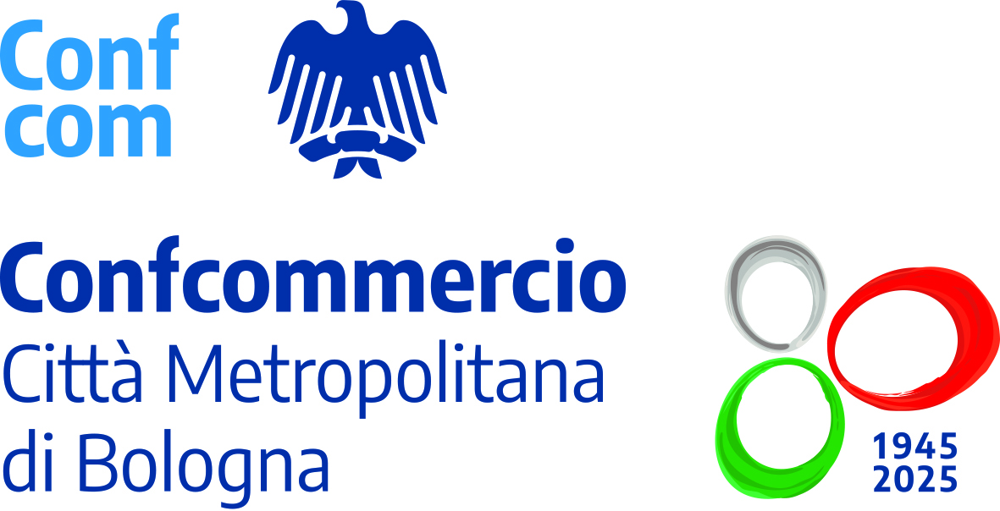 Conf
com
Confcommercio
Città Metropolitana
di Bologna
1945
2025